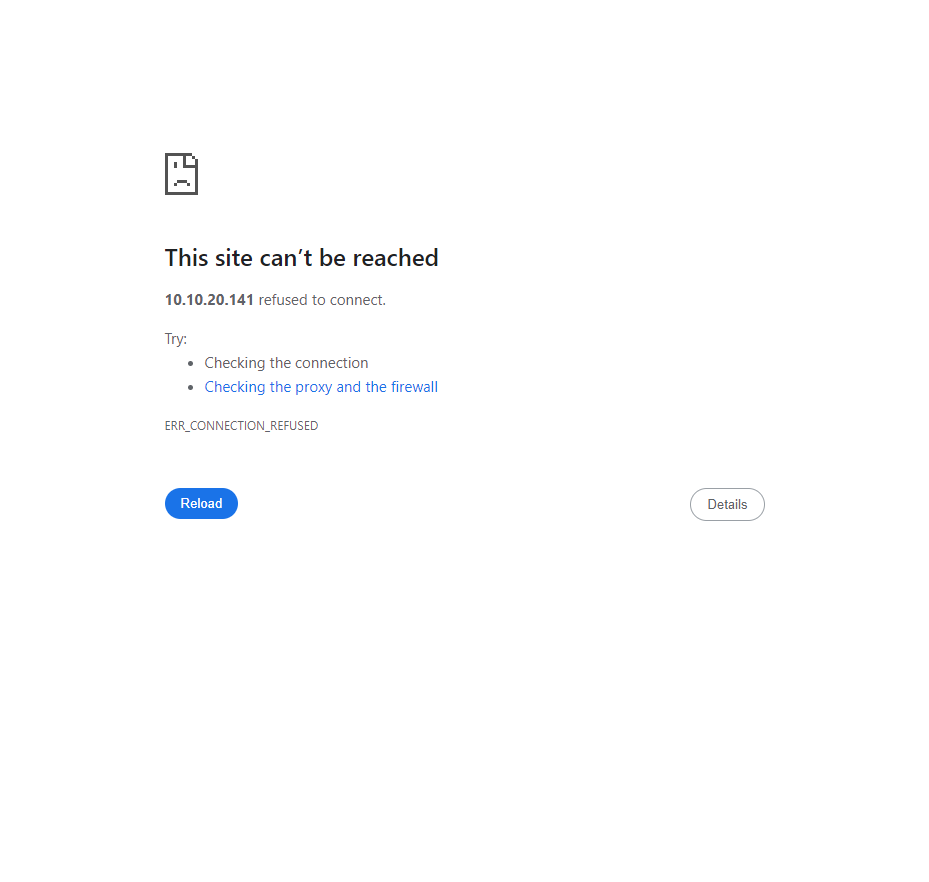 This site can’t be reached
10.10.20.141 refused to connect.
Try:
• Checking the connection
• Checking the proxy and the firewall
ERR_CONNECTION_REFUSED
Reload
Details